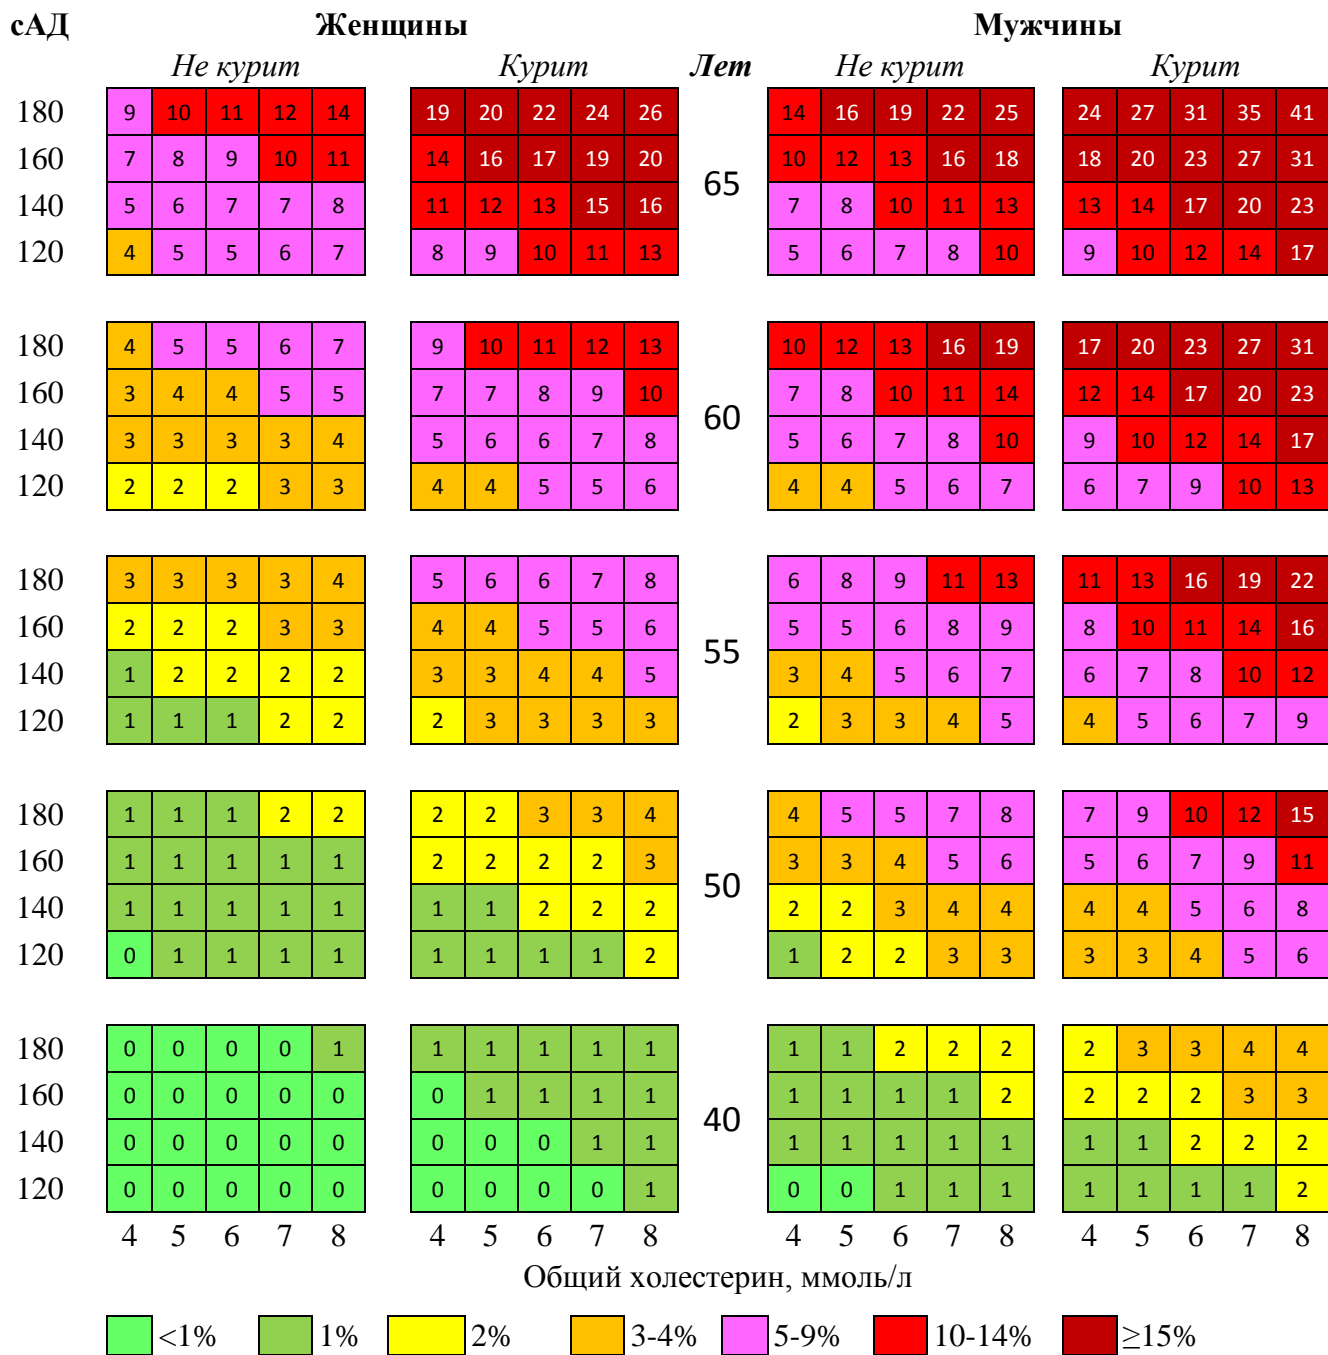 сАД Женщины Мужчины
Не курит Курит Лет Не курит Курит
180 9 10 11 12 14 19 20 22 24 26 14 16 19 22 25 24 27 31 35 41
160 7 8 9 10 11 14 16 17 19 20 10 12 13 16 18 18 20 23 27 31
65
140 5 6 7 7 8 11 12 13 15 16 7 8 10 11 13 13 14 17 20 23
120 4 5 5 6 7 8 9 10 11 13 5 6 7 8 10 9 10 12 14 17
180 4 5 5 6 7 9 10 11 12 13 10 12 13 16 19 17 20 23 27 31
160 3 4 4 5 5 7 7 8 9 10 7 8 10 11 14 12 14 17 20 23
60
140 3 3 3 3 4 5 6 6 7 8 5 6 7 8 10 9 10 12 14 17
120 2 2 2 3 3 4 4 5 5 6 4 4 5 6 7 6 7 9 10 13
180 3 3 3 3 4 5 6 6 7 8 6 8 9 11 13 11 13 16 19 22
160 2 2 2 3 3 4 4 5 5 6 5 5 6 8 9 8 10 11 14 16
55
140 1 2 2 2 2 3 3 4 4 5 3 4 5 6 7 6 7 8 10 12
120 1 1 1 2 2 2 3 3 3 3 2 3 3 4 5 4 5 6 7 9
180 1 1 1 2 2 2 2 3 3 4 4 5 5 7 8 7 9 10 12 15
160 1 1 1 1 1 2 2 2 2 3 3 3 4 5 6 5 6 7 9 11
50
140 1 1 1 1 1 1 1 2 2 2 2 2 3 4 4 4 4 5 6 8
120 0 1 1 1 1 1 1 1 1 2 1 2 2 3 3 3 3 4 5 6
180 0 0 0 0 1 1 1 1 1 1 1 1 2 2 2 2 3 3 4 4
160 0 0 0 0 0 0 1 1 1 1 1 1 1 1 2 2 2 2 3 3
40
140 0 0 0 0 0 0 0 0 1 1 1 1 1 1 1 1 1 2 2 2
120 0 0 0 0 0 0 0 0 0 1 0 0 1 1 1 1 1 1 1 2
4 5 6 7 8 4 5 6 7 8 4 5 6 7 8 4 5 6 7 8
Общий холестерин, ммоль/л
<1% 1% 2% 3-4% 5-9% 10-14% ≥15%